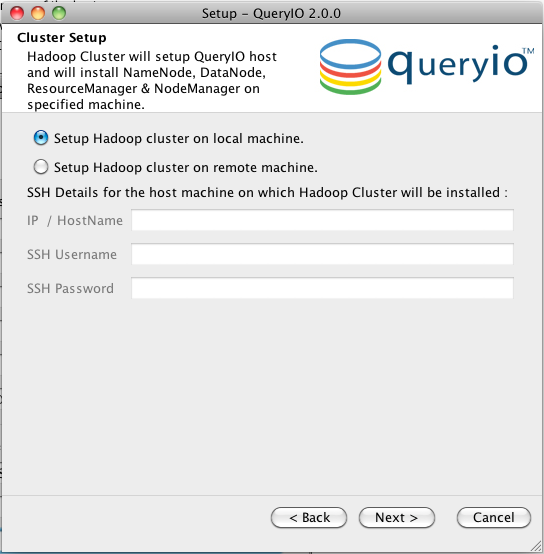 Setup - QueryIO 2.0.0
Cluster Setup
Hadoop Cluster will setup QueryIO host
and will install NameNode, DataNode,
ResourceManager & NodeManager on
specified machine.
queryio™
Setup Hadoop cluster on local machine.
Setup Hadoop cluster on remote machine.
SSH Details for the host machine on which Hadoop Cluster will be installed :
IP / HostName
SSH Username
SSH Password
< Back
Next >
Cancel